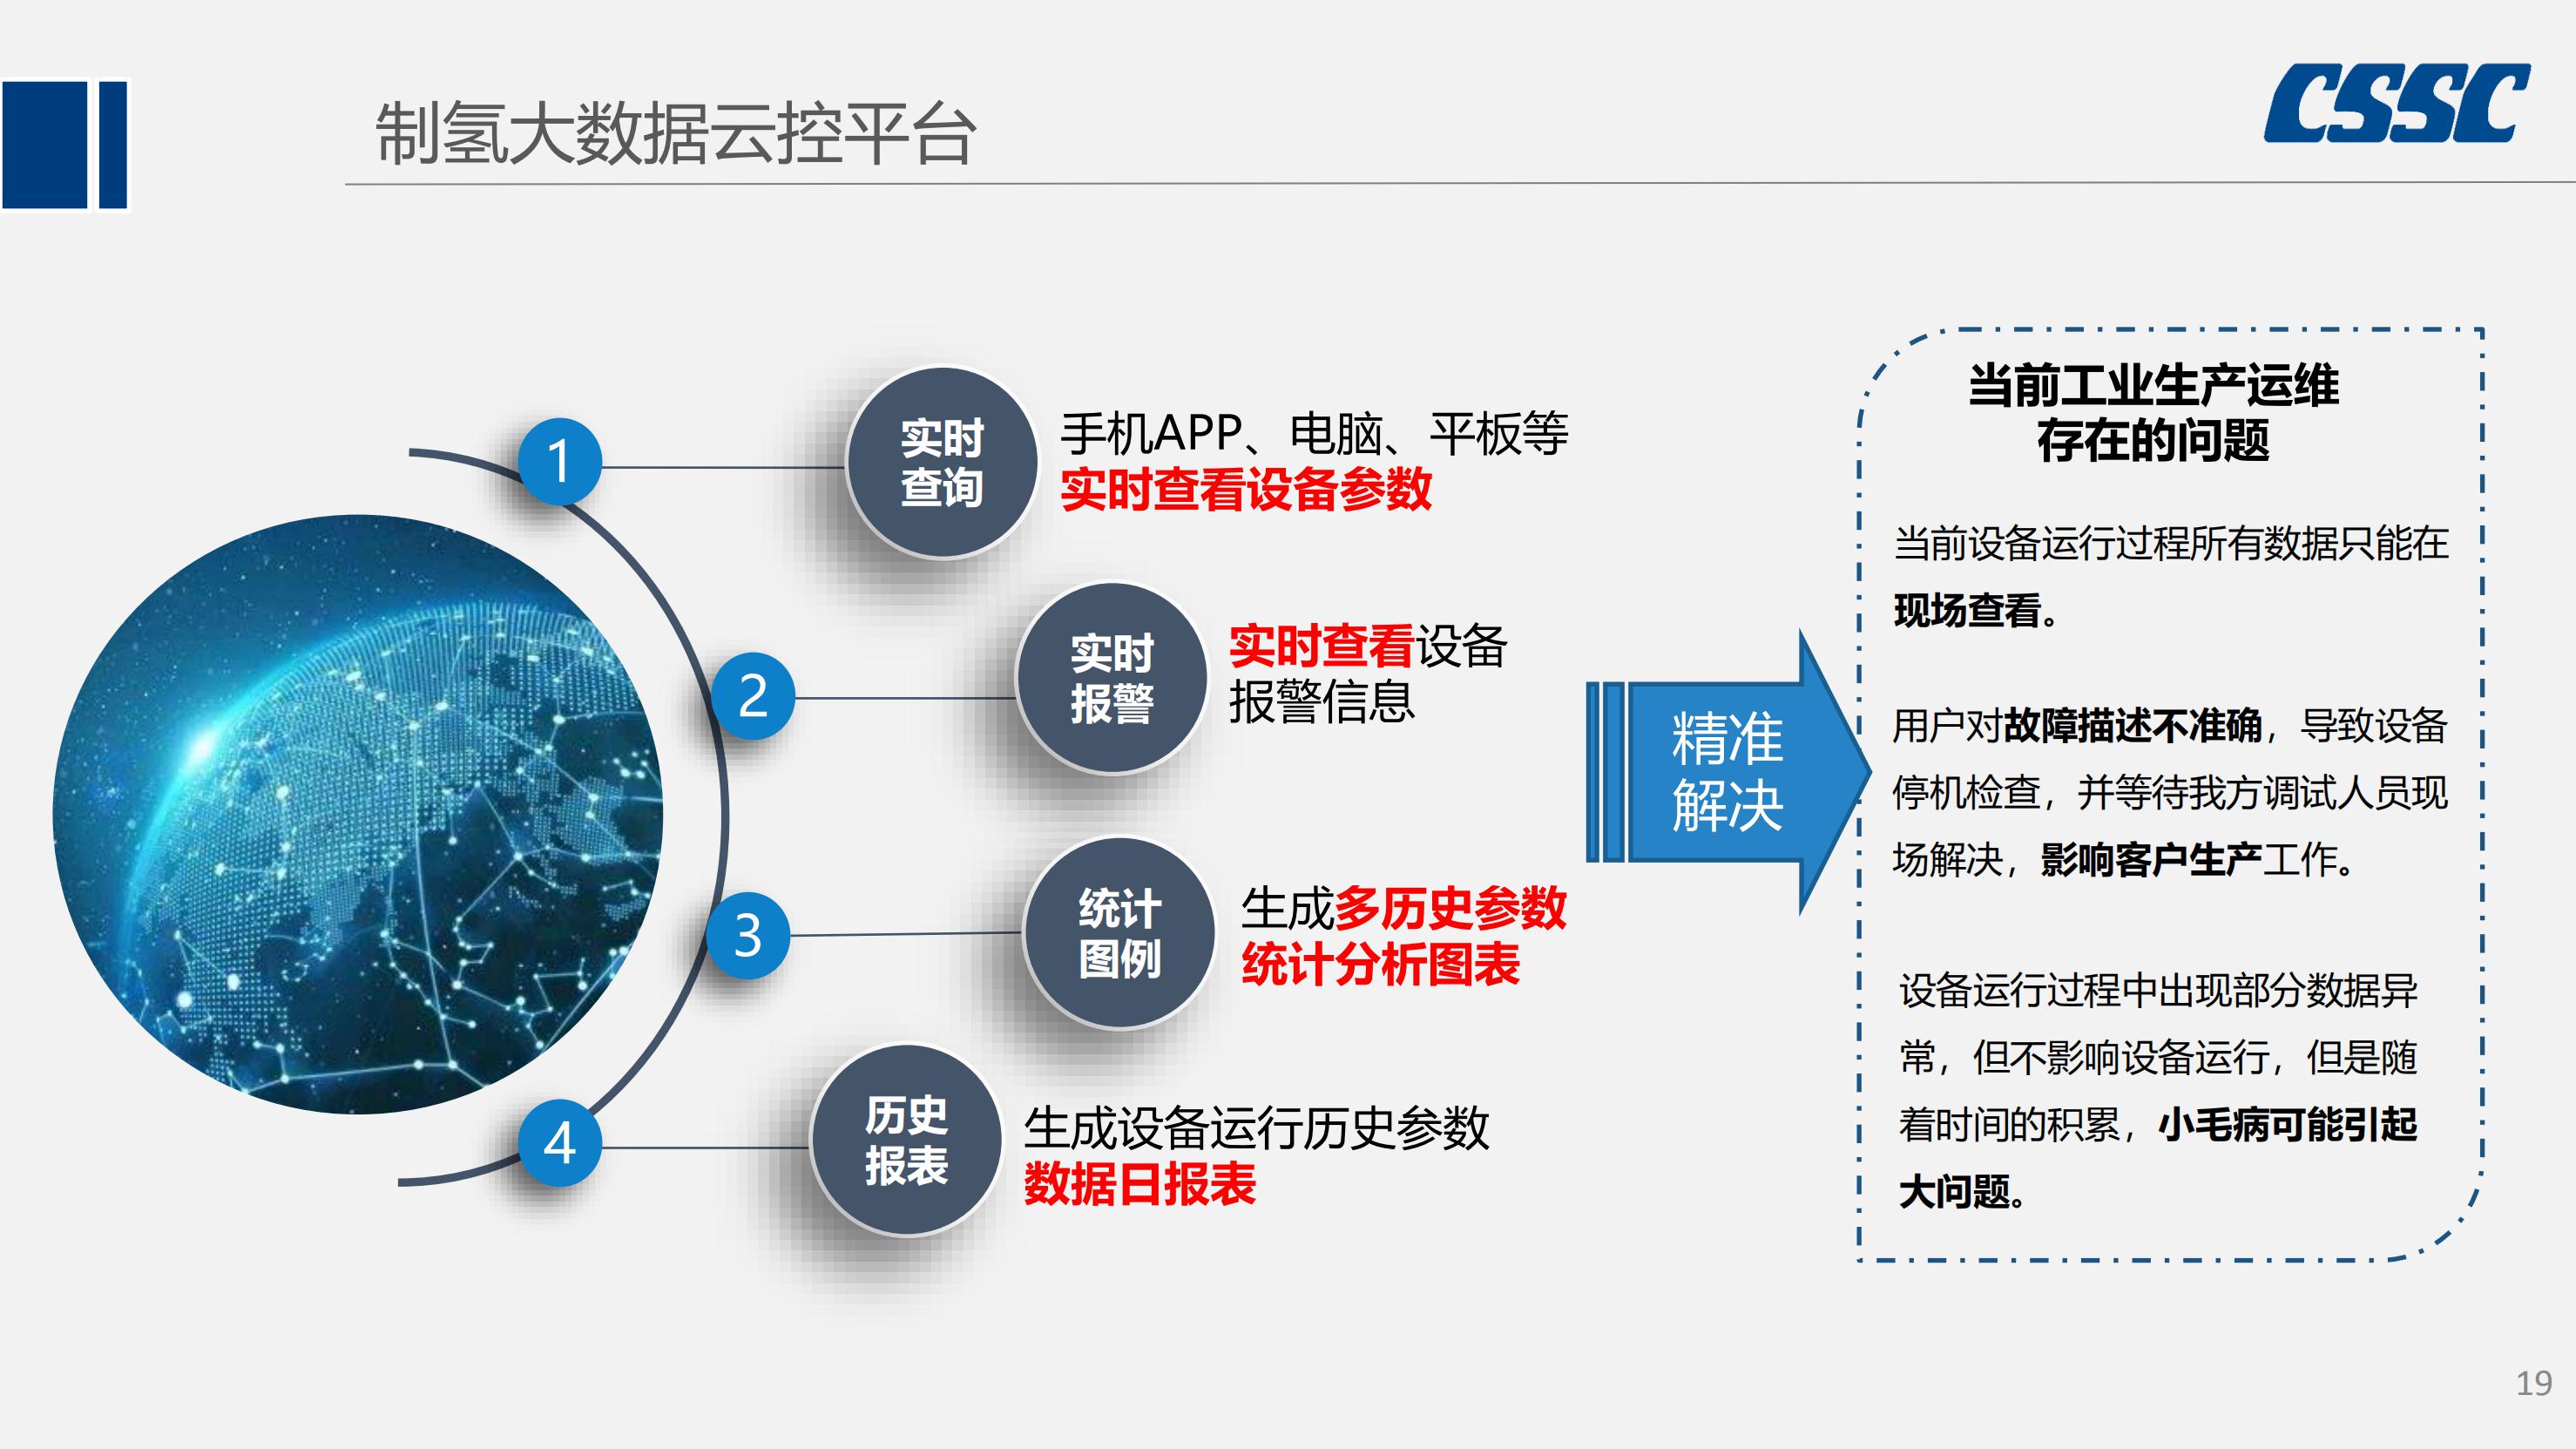 制氢大数据云控平台
CSSC
1
实时
查询
手机APP、电脑、平板等
实时查看设备参数
2
实时
报警
实时查看设备
报警信息
3
统计
图例
生成多历史参数
统计分析图表
4
历史
报表
生成设备运行历史参数
数据日报表
精准
解决
当前工业生产运维
存在的问题
当前设备运行过程所有数据只能在
现场查看。
用户对故障描述不准确，导致设备
停机检查，并等待我方调试人员现
场解决，影响客户生产工作。
设备运行过程中出现部分数据异
常，但不影响设备运行，但是随
着时间的积累，小毛病可能引起
大问题。
19